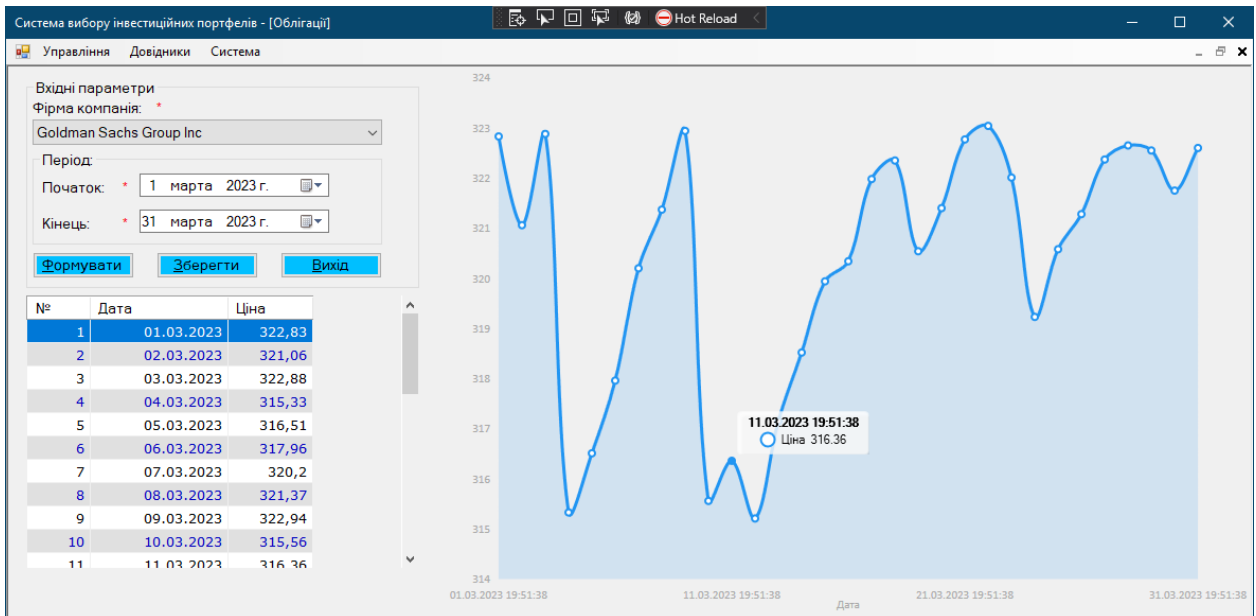 Система вибору інвестиційних портфелів - [Облігації]
Hot Reload
Управління Довідники Система
Вхідні параметри
Фірма компанія: *
Goldman Sachs Group Inc
Період:
Початок: * 1 марта 2023 г.
Кінець: * 31 марта 2023 г.
Формувати Зберегти Вихід
№ Дата Ціна
1 01.03.2023 322,83
2 02.03.2023 321,06
3 03.03.2023 322,88
4 04.03.2023 315,33
5 05.03.2023 316,51
6 06.03.2023 317,96
7 07.03.2023 320,2
8 08.03.2023 321,37
9 09.03.2023 322,94
10 10.03.2023 315,56
11 11.03.2023 316,36
324
323
322
321
320
319
318
317
316
315
314
11.03.2023 19:51:38
Ціна 316.36
01.03.2023 19:51:38 11.03.2023 19:51:38 21.03.2023 19:51:38 31.03.2023 19:51:38
Дата